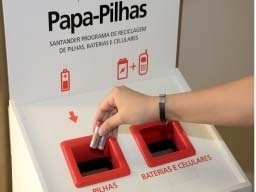 Papa-Pilhas
SANTANDER PROGRAMA DE RECICLAGEM
DE PILHAS, BATERIAS E CELULARES
PILHAS
BATERIAS E CELULARES